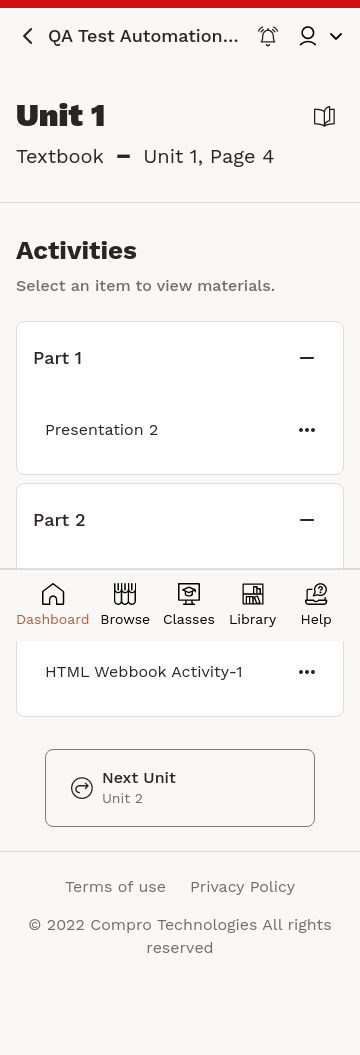 QA Test Automation...
Unit 1
Textbook – Unit 1, Page 4
Activities
Select an item to view materials.
Part 1
Presentation 2
Part 2
Dashboard Browse Classes Library Help
HTML Webbook Activity-1
Next Unit
Unit 2
Terms of use Privacy Policy
© 2022 Compro Technologies All rights
reserved